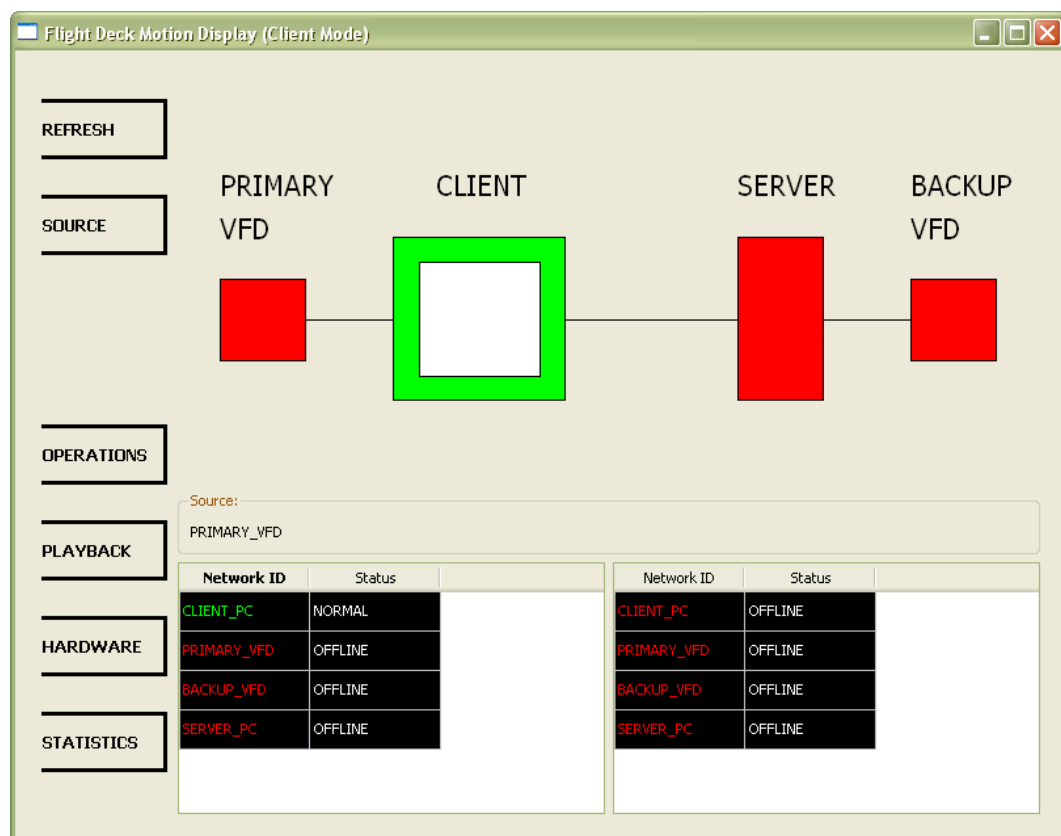 Flight Deck Motion Display (Client Mode)
REFRESH
SOURCE
PRIMARY
VFD
CLIENT
SERVER
BACKUP
VFD
OPERATIONS
PLAYBACK
HARDWARE
STATISTICS
Source:
PRIMARY_VFD
Network ID Status
CLIENT_PC NORMAL
PRIMARY_VFD OFFLINE
BACKUP_VFD OFFLINE
SERVER_PC OFFLINE
Network ID Status
CLIENT_PC OFFLINE
PRIMARY_VFD OFFLINE
BACKUP_VFD OFFLINE
SERVER_PC OFFLINE